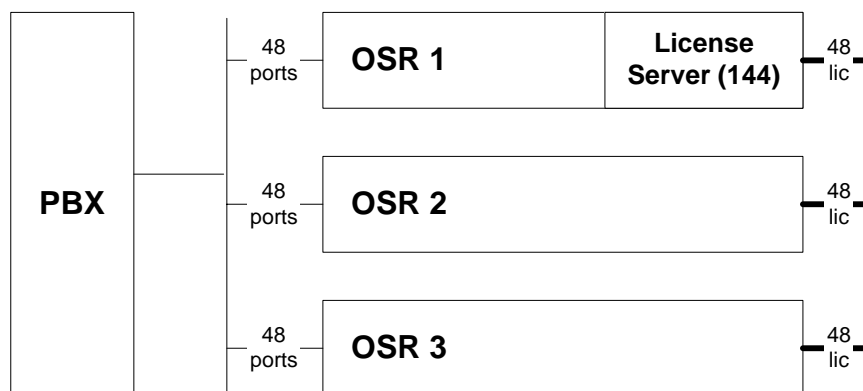 48
ports
OSR 1
License
Server (144)
48
lic
PBX
48
ports
OSR 2
48
lic
48
ports
OSR 3
48
lic